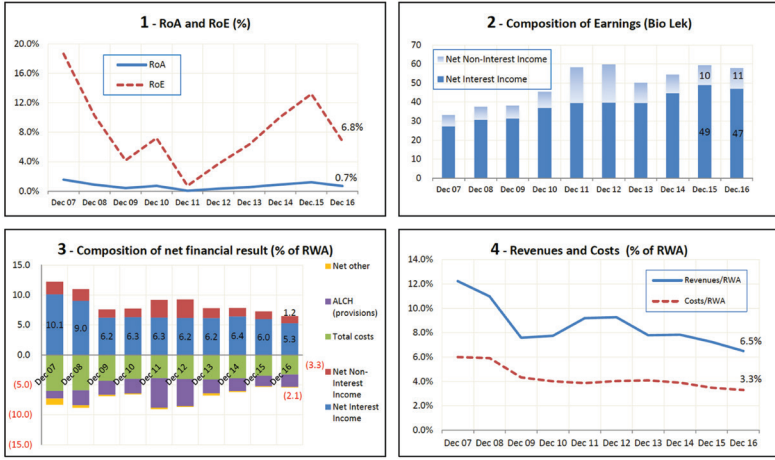 1 - RoA and RoE (%)
20.0%
16.0%
12.0%
8.0%
4.0%
0.0%
RoA
RoE
6.8%
0.7%
Dec 07 Dec 08 Dec 09 Dec 10 Dec 11 Dec 12 Dec 13 Dec 14 Dec 15 Dec 16
2 - Composition of Earnings (Bio Lek)
70
60
50
40
30
20
10
0
Net Non-Interest Income
Net Interest Income
10 11
49 47
Dec 07 Dec 08 Dec 09 Dec 10 Dec 11 Dec 12 Dec 13 Dec 14 Dec.15 Dec.16
3 - Composition of net financial result (% of RWA)
15.0
10.0
5.0
0.0
(5.0)
(10.0)
(15.0)
1.2
10.1 9.0 6.2 6.3 6.3 6.2 6.2 6.4 6.0 5.3
Dec 07 Dec 08 Dec 09 Dec 10 Dec 11 Dec 12 Dec 13 Dec 14 Dec 15 Dec 16
(3.3)
(2.1)
Net other
ALCH
(provisions)
Total costs
Net Non-
Interest
Income
Net Interest
Income
4 - Revenues and Costs (% of RWA)
14.0%
12.0%
10.0%
8.0%
6.0%
4.0%
2.0%
0.0%
Revenues/RWA
Costs/RWA
6.5%
3.3%
Dec 07 Dec 08 Dec 09 Dec 10 Dec 11 Dec 12 Dec 13 Dec 14 Dec 15 Dec 16